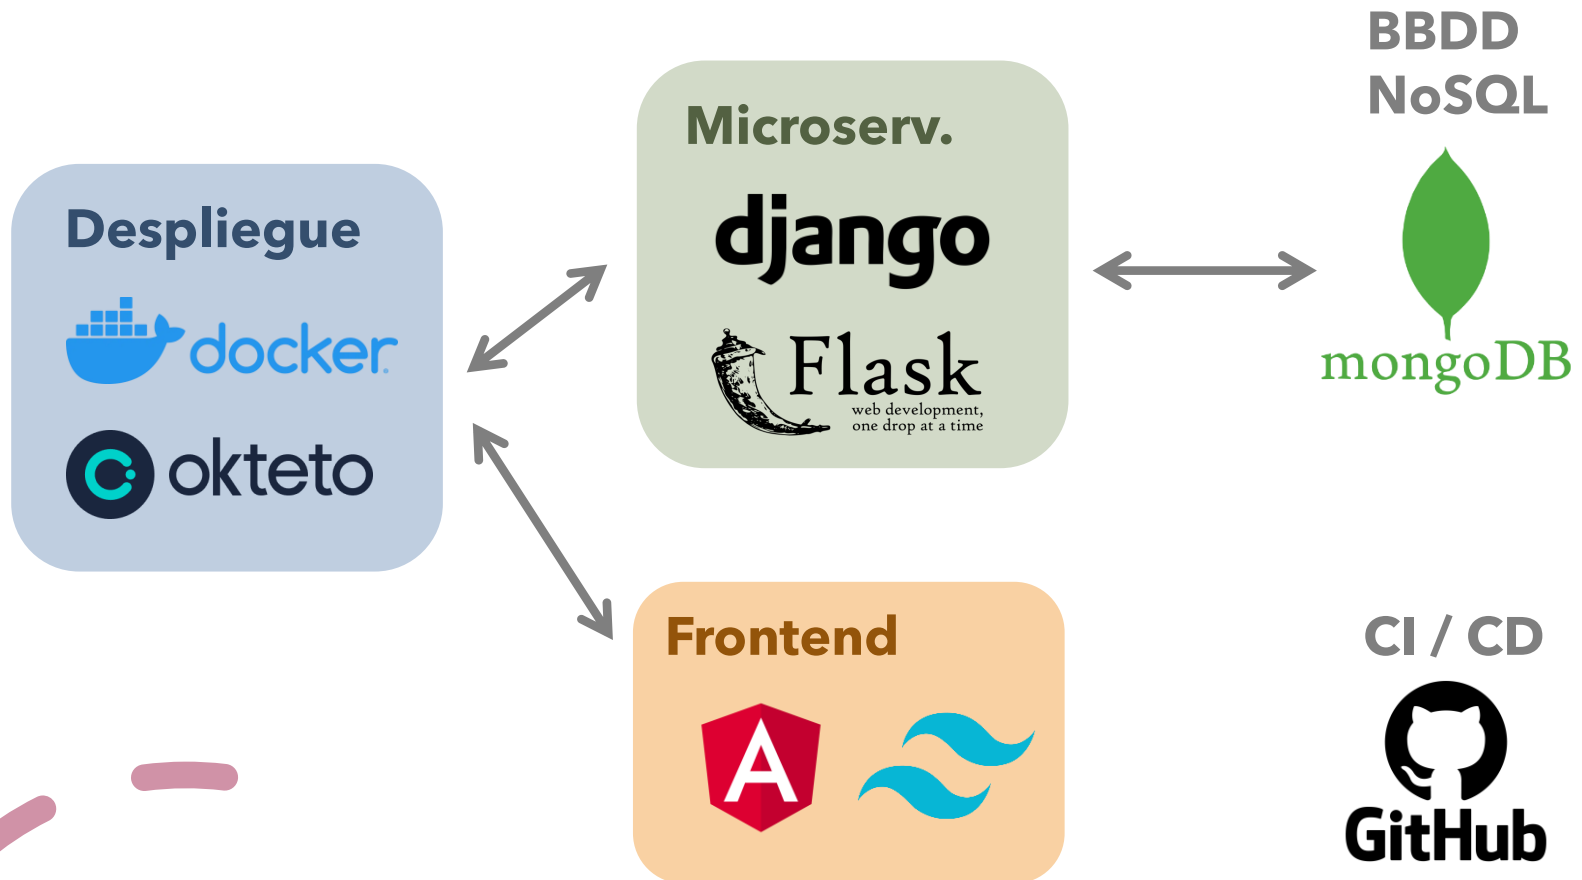 BBDD
NoSQL
Microserv.
django
Flask
web development,
one drop at a time
mongoDB
Despliegue
docker
okteto
Frontend
A
CI / CD
GitHub